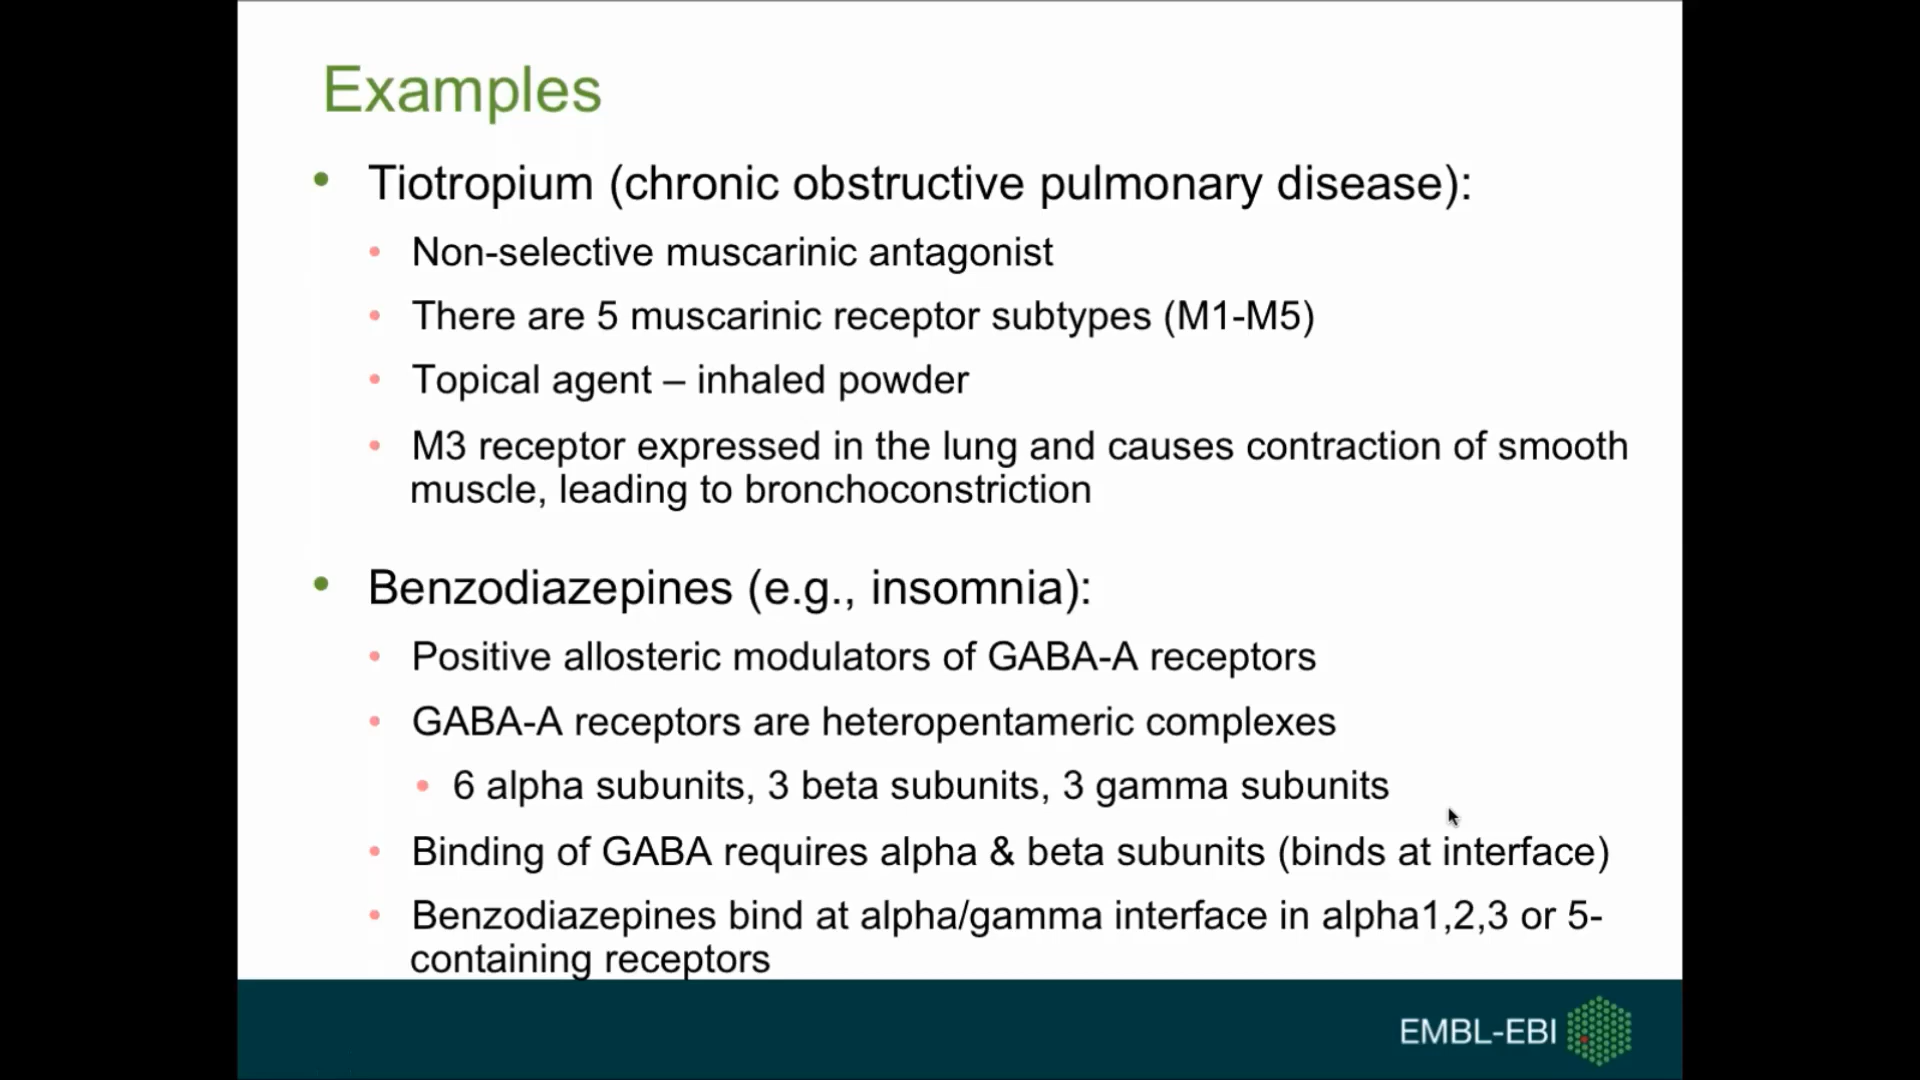 Examples
• Tiotropium (chronic obstructive pulmonary disease):
• Non-selective muscarinic antagonist
• There are 5 muscarinic receptor subtypes (M1-M5)
• Topical agent – inhaled powder
• M3 receptor expressed in the lung and causes contraction of smooth
muscle, leading to bronchoconstriction
• Benzodiazepines (e.g., insomnia):
• Positive allosteric modulators of GABA-A receptors
• GABA-A receptors are heteropentameric complexes
• 6 alpha subunits, 3 beta subunits, 3 gamma subunits
• Binding of GABA requires alpha & beta subunits (binds at interface)
• Benzodiazepines bind at alpha/gamma interface in alpha1,2,3 or 5-
containing receptors
EMBL-EBI